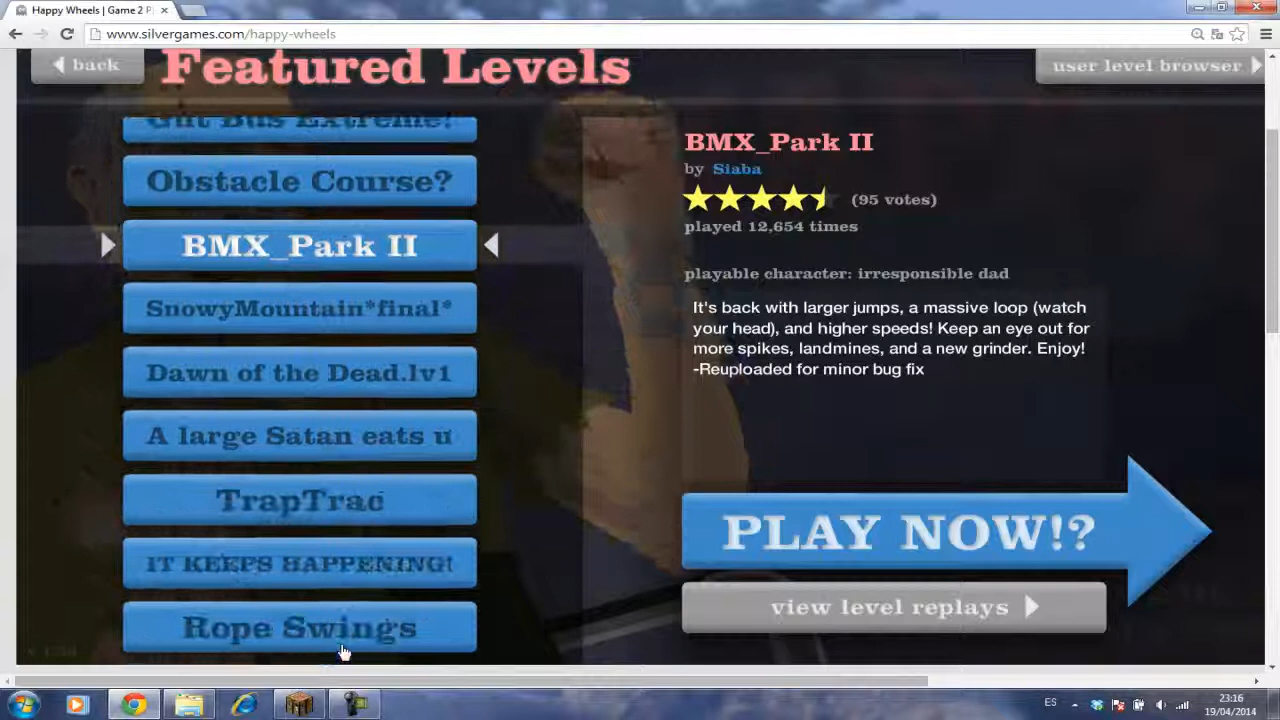 Happy Wheels | Game 2 P
www.silvergames.com/happy-wheels
back
Featured Levels
user level browser
Gut Bus Extreme!
Obstacle Course?
BMX_Park II
SnowyMountain*final*
Dawn of the Dead.lv1
A large Satan eats u
TrapTrac
IT KEEPS HAPPENING!
Rope Swings
BMX_Park II
by Siaba
(95 votes)
played 12,654 times
playable character: irresponsible dad
It's back with larger jumps, a massive loop (watch
your head), and higher speeds! Keep an eye out for
more spikes, landmines, and a new grinder. Enjoy!
-Reuploaded for minor bug fix
PLAY NOW!?
view level replays
ES
23:16
19/04/2014